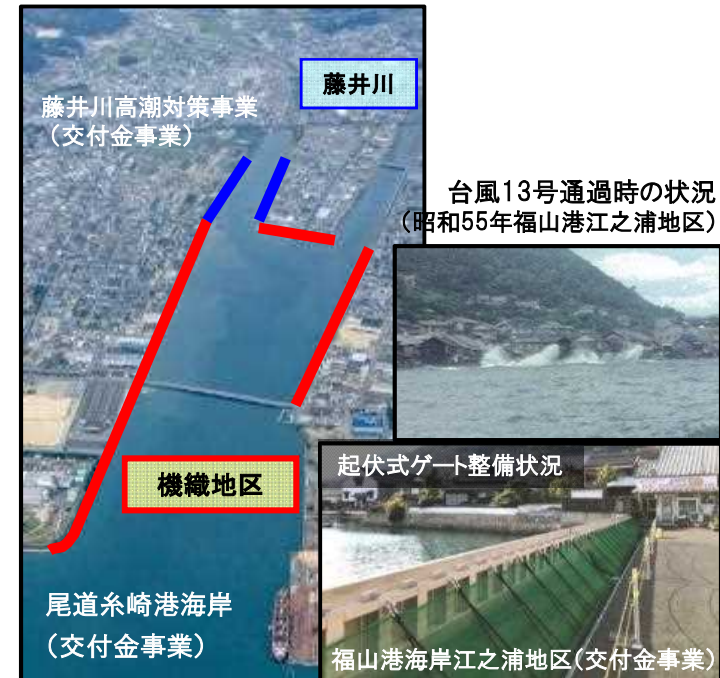 藤井川
藤井川高潮対策事業
（交付金事業）
台風13号通過時の状況
（昭和55年福山港江之浦地区）
起伏式ゲート整備状況
機織地区
尾道糸崎港海岸
（交付金事業）
福山港海岸江之浦地区（交付金事業）